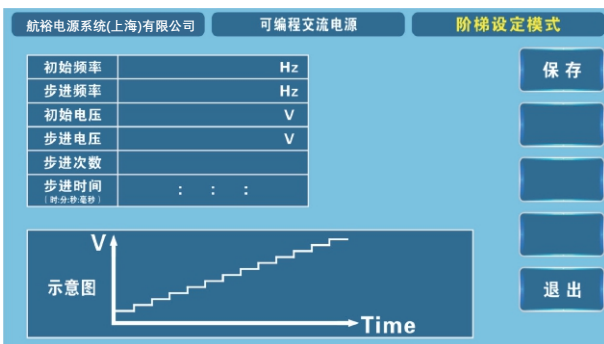 航裕电源系统(上海)有限公司 可编程交流电源 阶梯设定模式
初始频率 Hz
步进频率 Hz
初始电压 V
步进电压 V
步进次数
步进时间 : : :
(时:分:秒:毫秒)
保存
退出
V
示意图
Time